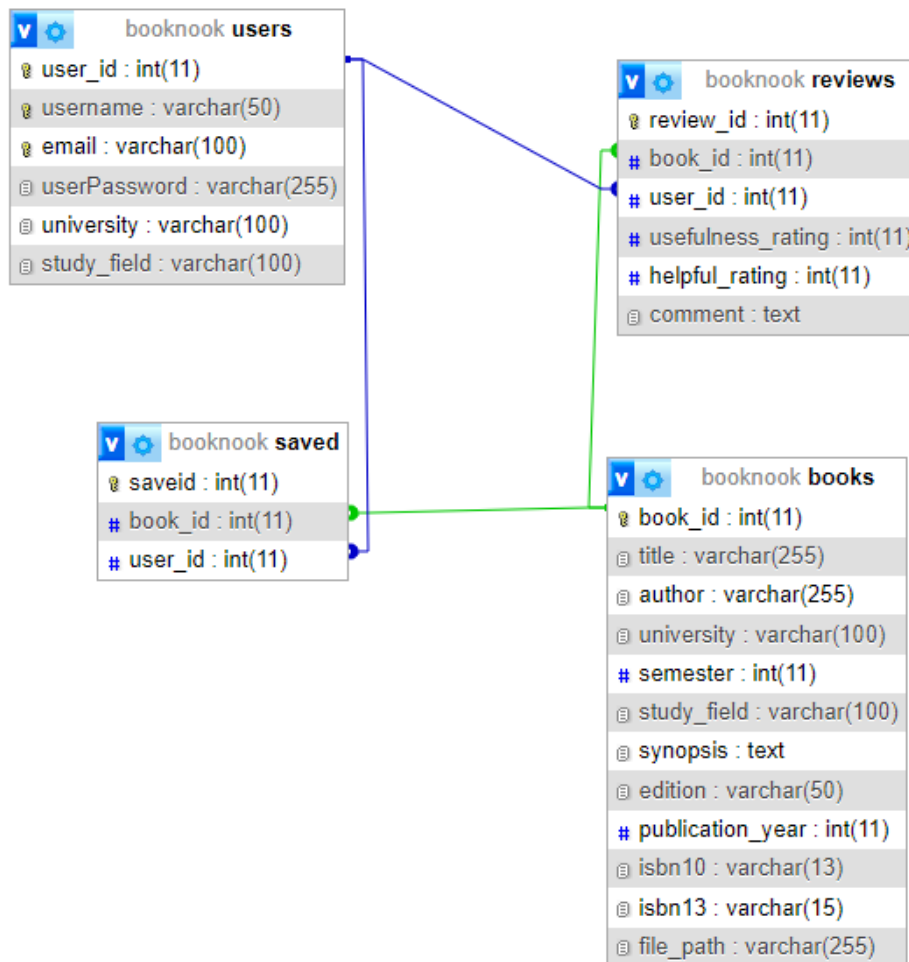 v booknook users
user_id : int(11)
username : varchar(50)
email : varchar(100)
userPassword : varchar(255)
university : varchar(100)
study_field : varchar(100)
v booknook reviews
review_id : int(11)
# book_id : int(11)
# user_id : int(11)
# usefulness_rating : int(11)
# helpful_rating : int(11)
comment : text
v booknook saved
saveid : int(11)
# book_id : int(11)
# user_id : int(11)
v booknook books
book_id : int(11)
title : varchar(255)
author : varchar(255)
university : varchar(100)
# semester : int(11)
study_field : varchar(100)
synopsis : text
edition : varchar(50)
# publication_year : int(11)
isbn10 : varchar(13)
isbn13 : varchar(15)
file_path : varchar(255)